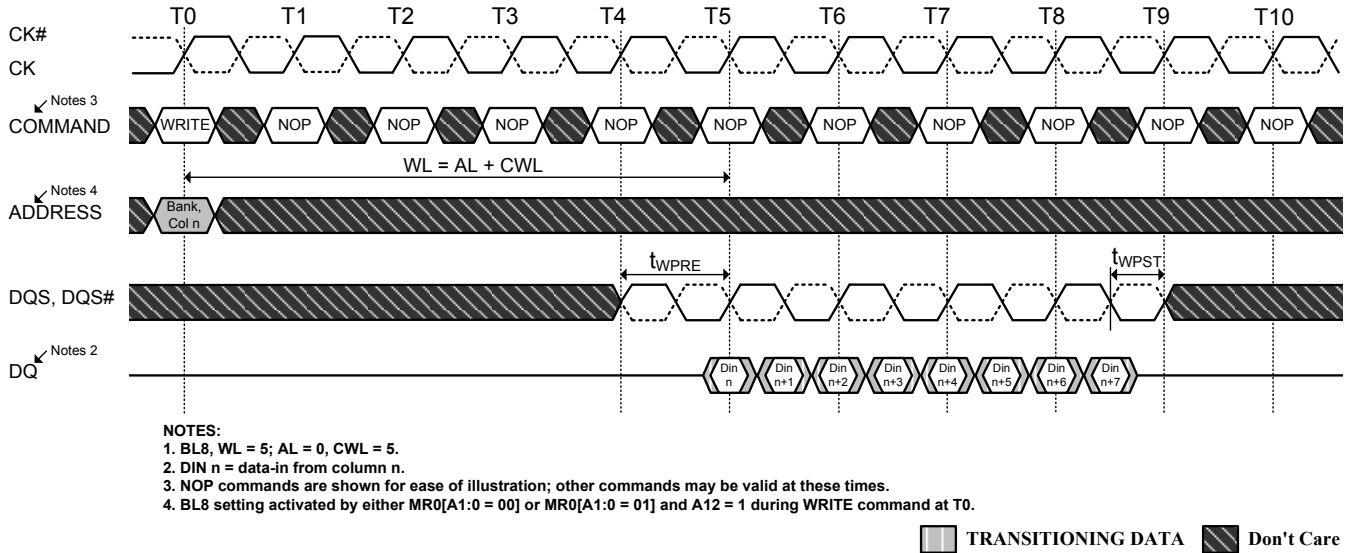 T0 T1 T2 T3 T4 T5 T6 T7 T8 T9 T10
CK#
CK
Notes 3
COMMAND WRITE NOP NOP NOP NOP NOP NOP NOP NOP NOP NOP
WL = AL + CWL
Notes 4
ADDRESS
Bank,
Col n
tWPRE tWPST
DQS, DQS#
Notes 2
DQ
Din n Din n+1 Din n+2 Din n+3 Din n+4 Din n+5 Din n+6 Din n+7
NOTES:
1. BL8, WL = 5; AL = 0, CWL = 5.
2. DIN n = data-in from column n.
3. NOP commands are shown for ease of illustration; other commands may be valid at these times.
4. BL8 setting activated by either MR0[A1:0 = 00] or MR0[A1:0 = 01] and A12 = 1 during WRITE command at T0.
TRANSITIONING DATA Don't Care